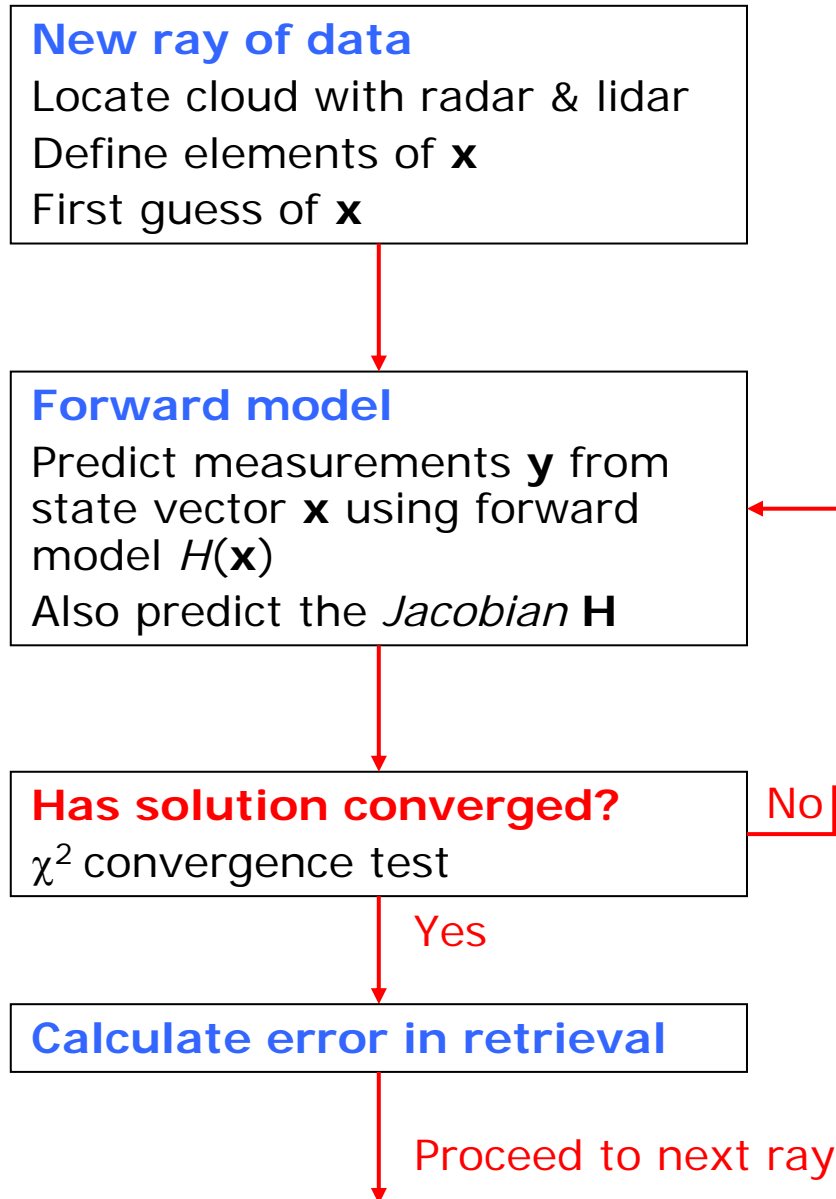 New ray of data
Locate cloud with radar & lidar
Define elements of x
First guess of x
Forward model
Predict measurements y from
state vector x using forward
model H(x)
Also predict the Jacobian H
Has solution converged?
χ² convergence test
No
Yes
Calculate error in retrieval
Proceed to next ray